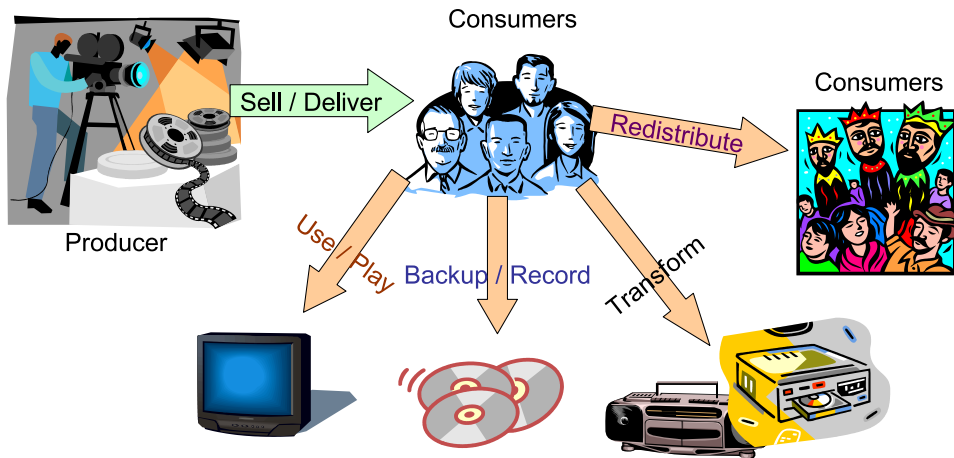 Consumers
Consumers
Sell / Deliver
Redistribute
Producer
Use / Play
Backup / Record
Transform